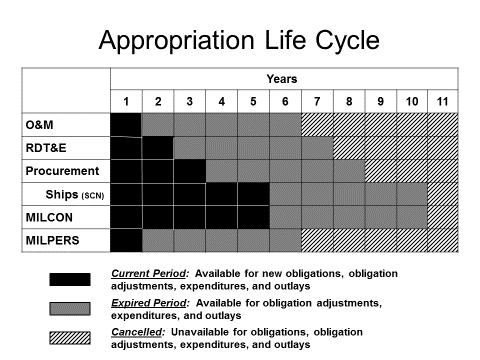 Appropriation Life Cycle
Years
1 2 3 4 5 6 7 8 9 10 11
O&M
RDT&E
Procurement
Ships (SCN)
MILCON
MILPERS
Current Period: Available for new obligations, obligation
adjustments, expenditures, and outlays
Expired Period: Available for obligation adjustments,
expenditures, and outlays
Cancelled: Unavailable for obligations, obligation
adjustments, expenditures, and outlays